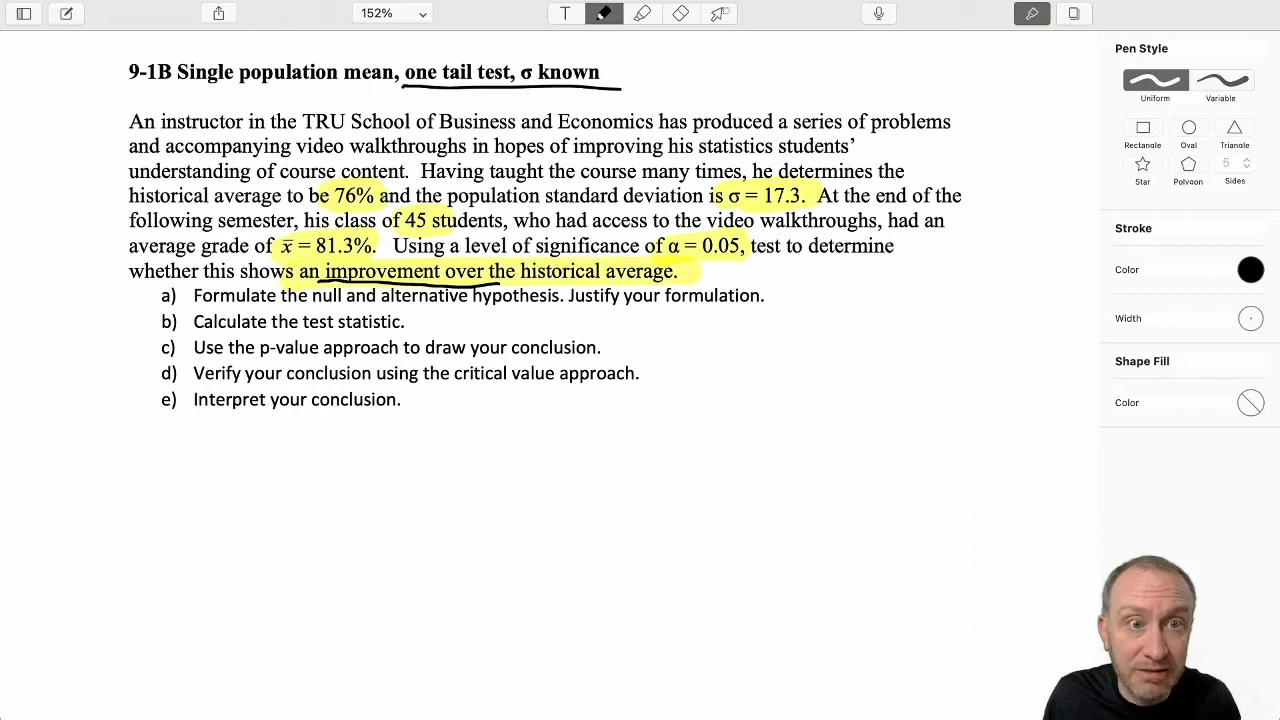 152%
T
9-1B Single population mean, one tail test, σ known
An instructor in the TRU School of Business and Economics has produced a series of problems
and accompanying video walkthroughs in hopes of improving his statistics students’
understanding of course content.  Having taught the course many times, he determines the
historical average to be 76% and the population standard deviation is σ = 17.3.  At the end of the
following semester, his class of 45 students, who had access to the video walkthroughs, had an
average grade of x̅ = 81.3%.  Using a level of significance of α = 0.05, test to determine
whether this shows an improvement over the historical average.
a) Formulate the null and alternative hypothesis. Justify your formulation.
b) Calculate the test statistic.
c) Use the p-value approach to draw your conclusion.
d) Verify your conclusion using the critical value approach.
e) Interpret your conclusion.
Pen Style
Uniform Variable
Rectangle Oval Triangle
Star Polygon 5 Sides
Stroke
Color
Width
Shape Fill
Color